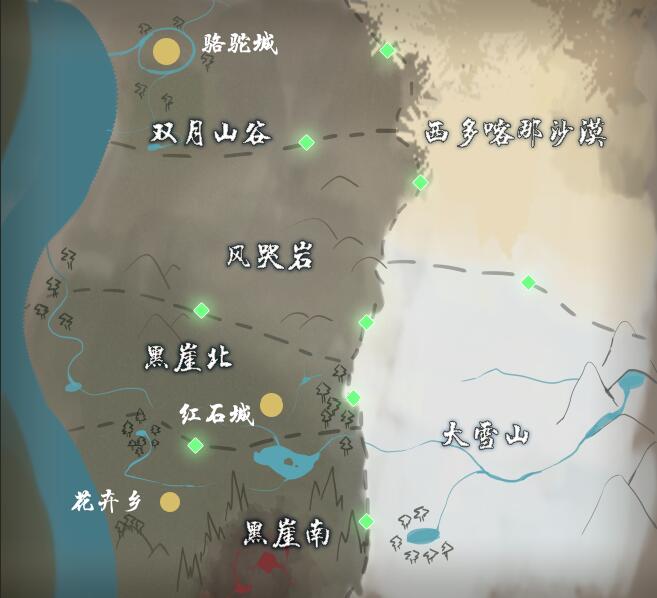 骆驼城
双月山谷
西多喀那沙漠
风哭岩
黑崖北
红石城
大雪山
花卉乡
黑崖南